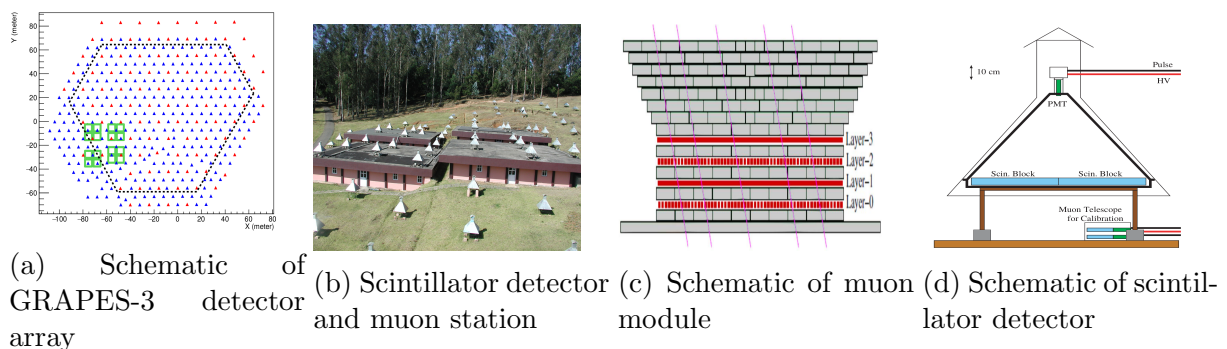 Y (meter)
80
60
40
20
0
-20
-40
-60
-100 -80 -60 -40 -20 0 20 40 60 80
X (meter)
Layer-3
Layer-2
Layer-1
Layer-0
10 cm
Pulse
HV
PMT
Scin. Block Scin. Block
Muon Telescope
for Calibration
(a) Schematic of
GRAPES-3 detector
array
(b) Scintillator detector
and muon station
(c) Schematic of muon
module
(d) Schematic of scintil-
lator detector